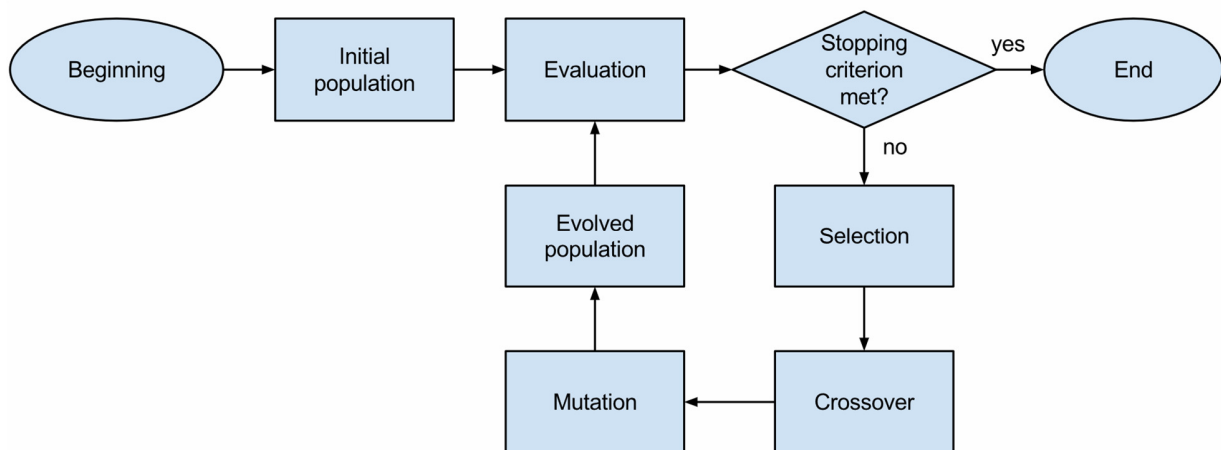 Beginning
Initial
population
Evaluation
Stopping
criterion
met?
yes
End
no
Evolved
population
Selection
Mutation
Crossover